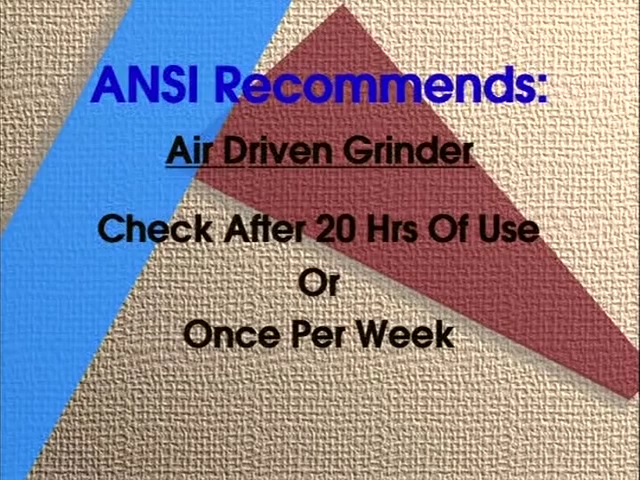 ANSI Recommends:
Air Driven Grinder
Check After 20 Hrs Of Use
Or
Once Per Week